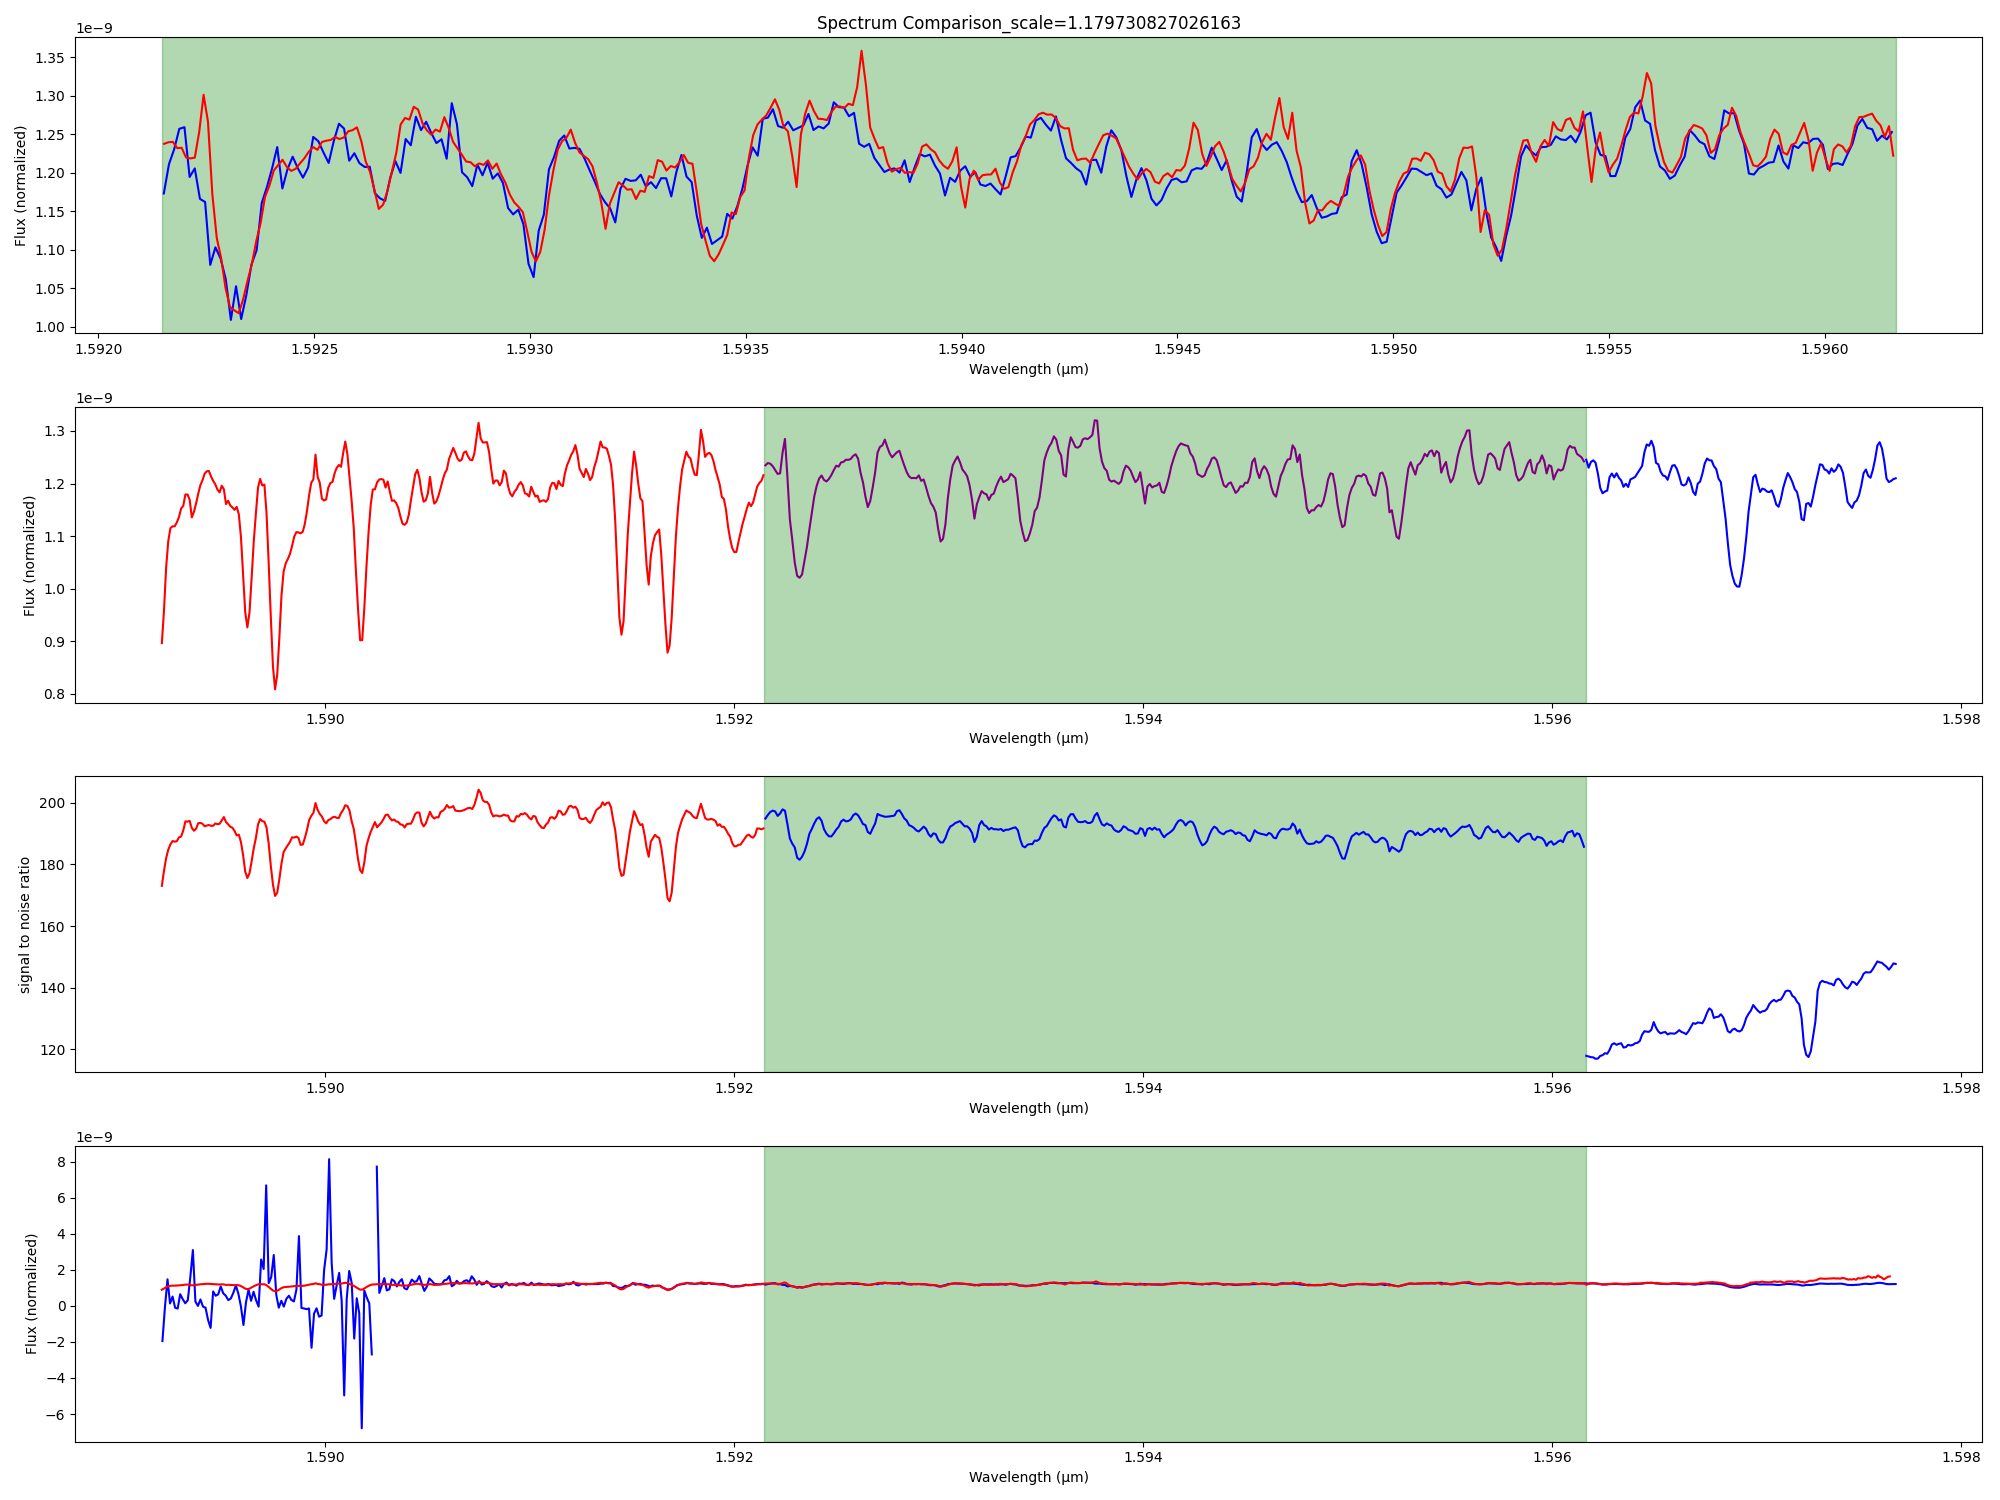 Spectrum Comparison_scale=1.179730827026163
1e−9
1.35
1.30
1.25
1.20
1.15
1.10
1.05
1.00
Flux (normalized)
1.5920 1.5925 1.5930 1.5935 1.5940 1.5945 1.5950 1.5955 1.5960
Wavelength (μm)
1e−9
1.3
1.2
1.1
1.0
0.9
0.8
Flux (normalized)
1.590 1.592 1.594 1.596 1.598
Wavelength (μm)
200
180
160
140
120
signal to noise ratio
1.590 1.592 1.594 1.596 1.598
Wavelength (μm)
1e−9
8
6
4
2
0
−2
−4
−6
Flux (normalized)
1.590 1.592 1.594 1.596 1.598
Wavelength (μm)